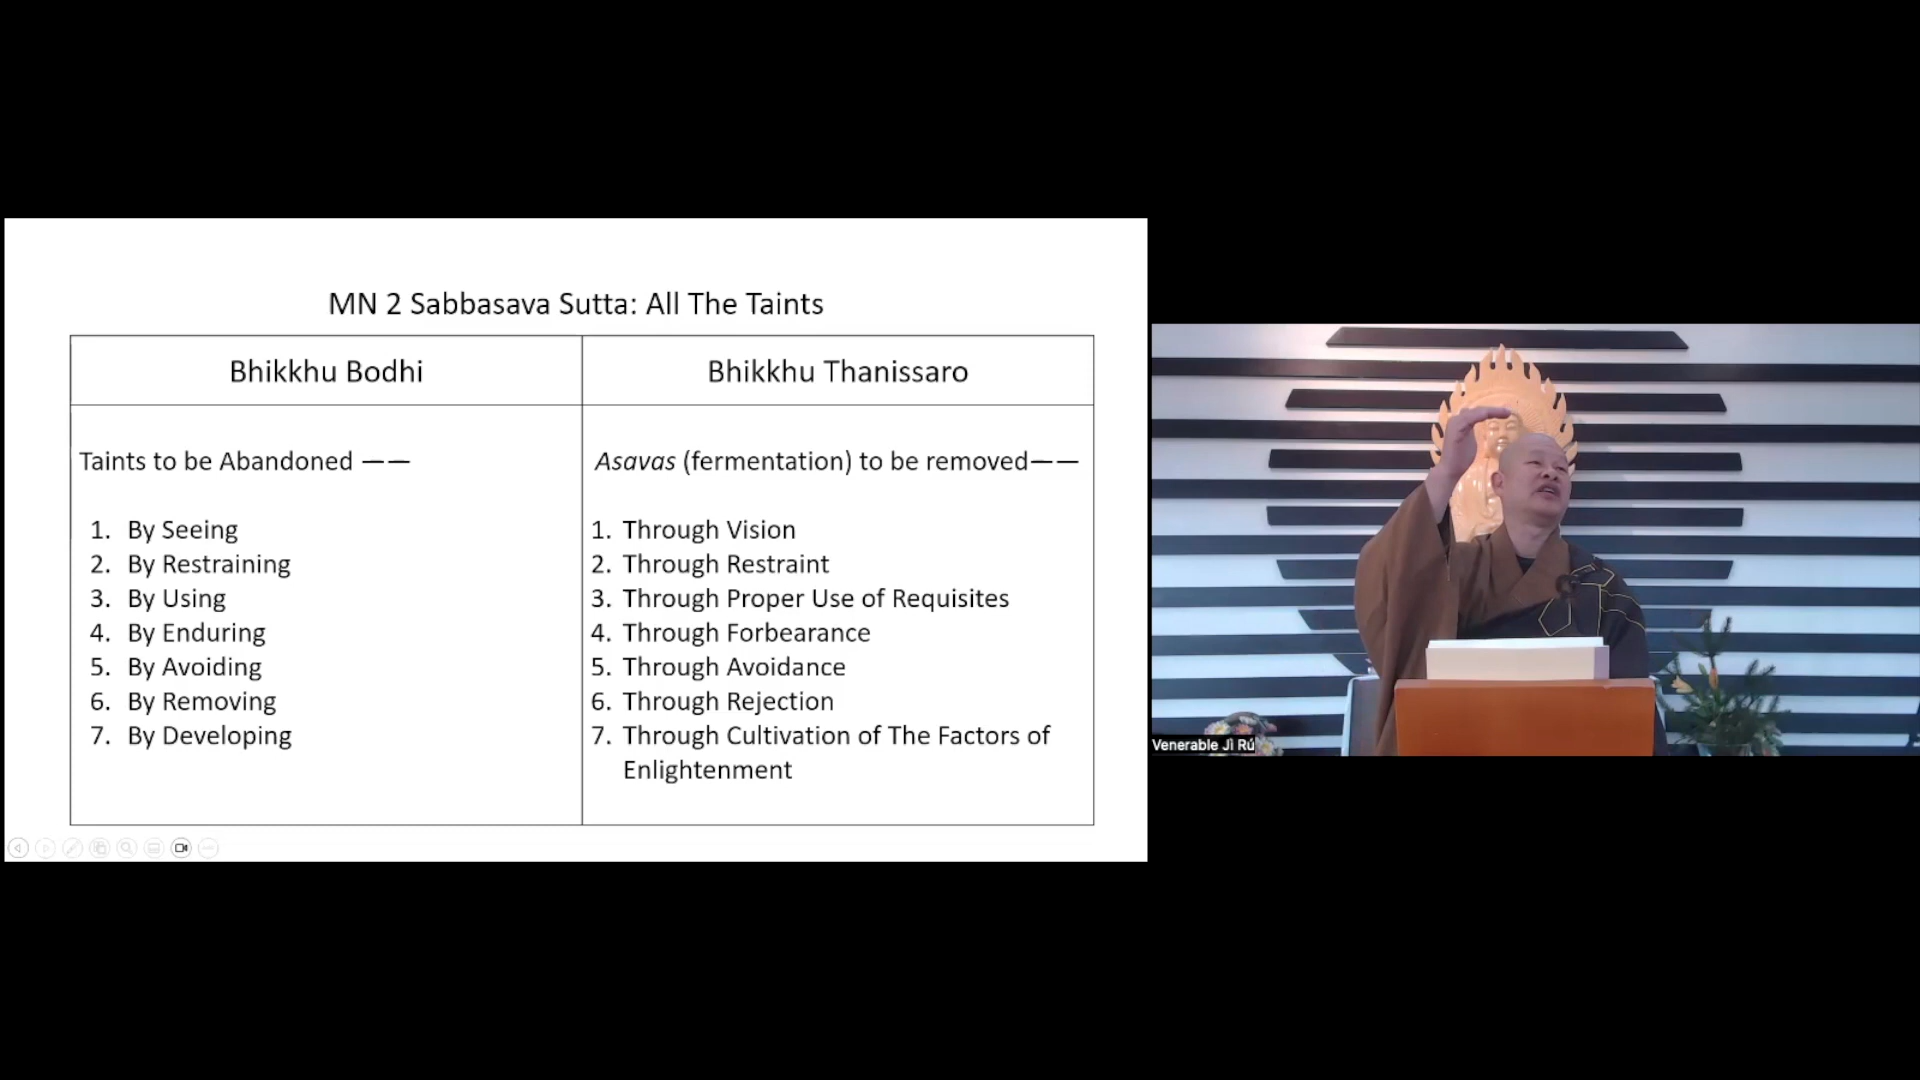 MN 2 Sabbasava Sutta: All The Taints
Bhikkhu Bodhi
Bhikkhu Thanissaro
Taints to be Abandoned ——
1. By Seeing
2. By Restraining
3. By Using
4. By Enduring
5. By Avoiding
6. By Removing
7. By Developing
Asavas (fermentation) to be removed——
1. Through Vision
2. Through Restraint
3. Through Proper Use of Requisites
4. Through Forbearance
5. Through Avoidance
6. Through Rejection
7. Through Cultivation of The Factors of
Enlightenment
Venerable Jì Rú